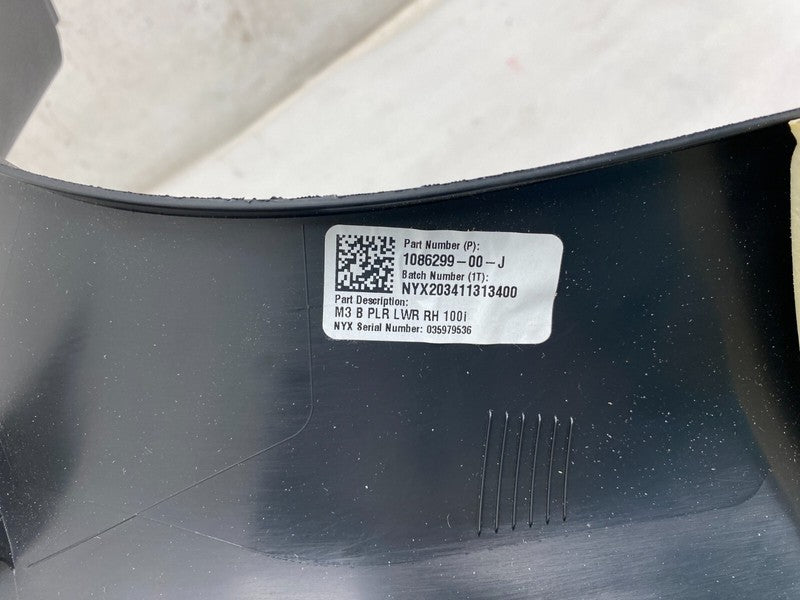 Part Number (P):
1086299-00-J
Batch Number (1T):
NYX203411313400
Part Description:
M3 B PLR LWR RH 100i
NYX Serial Number: 035979536